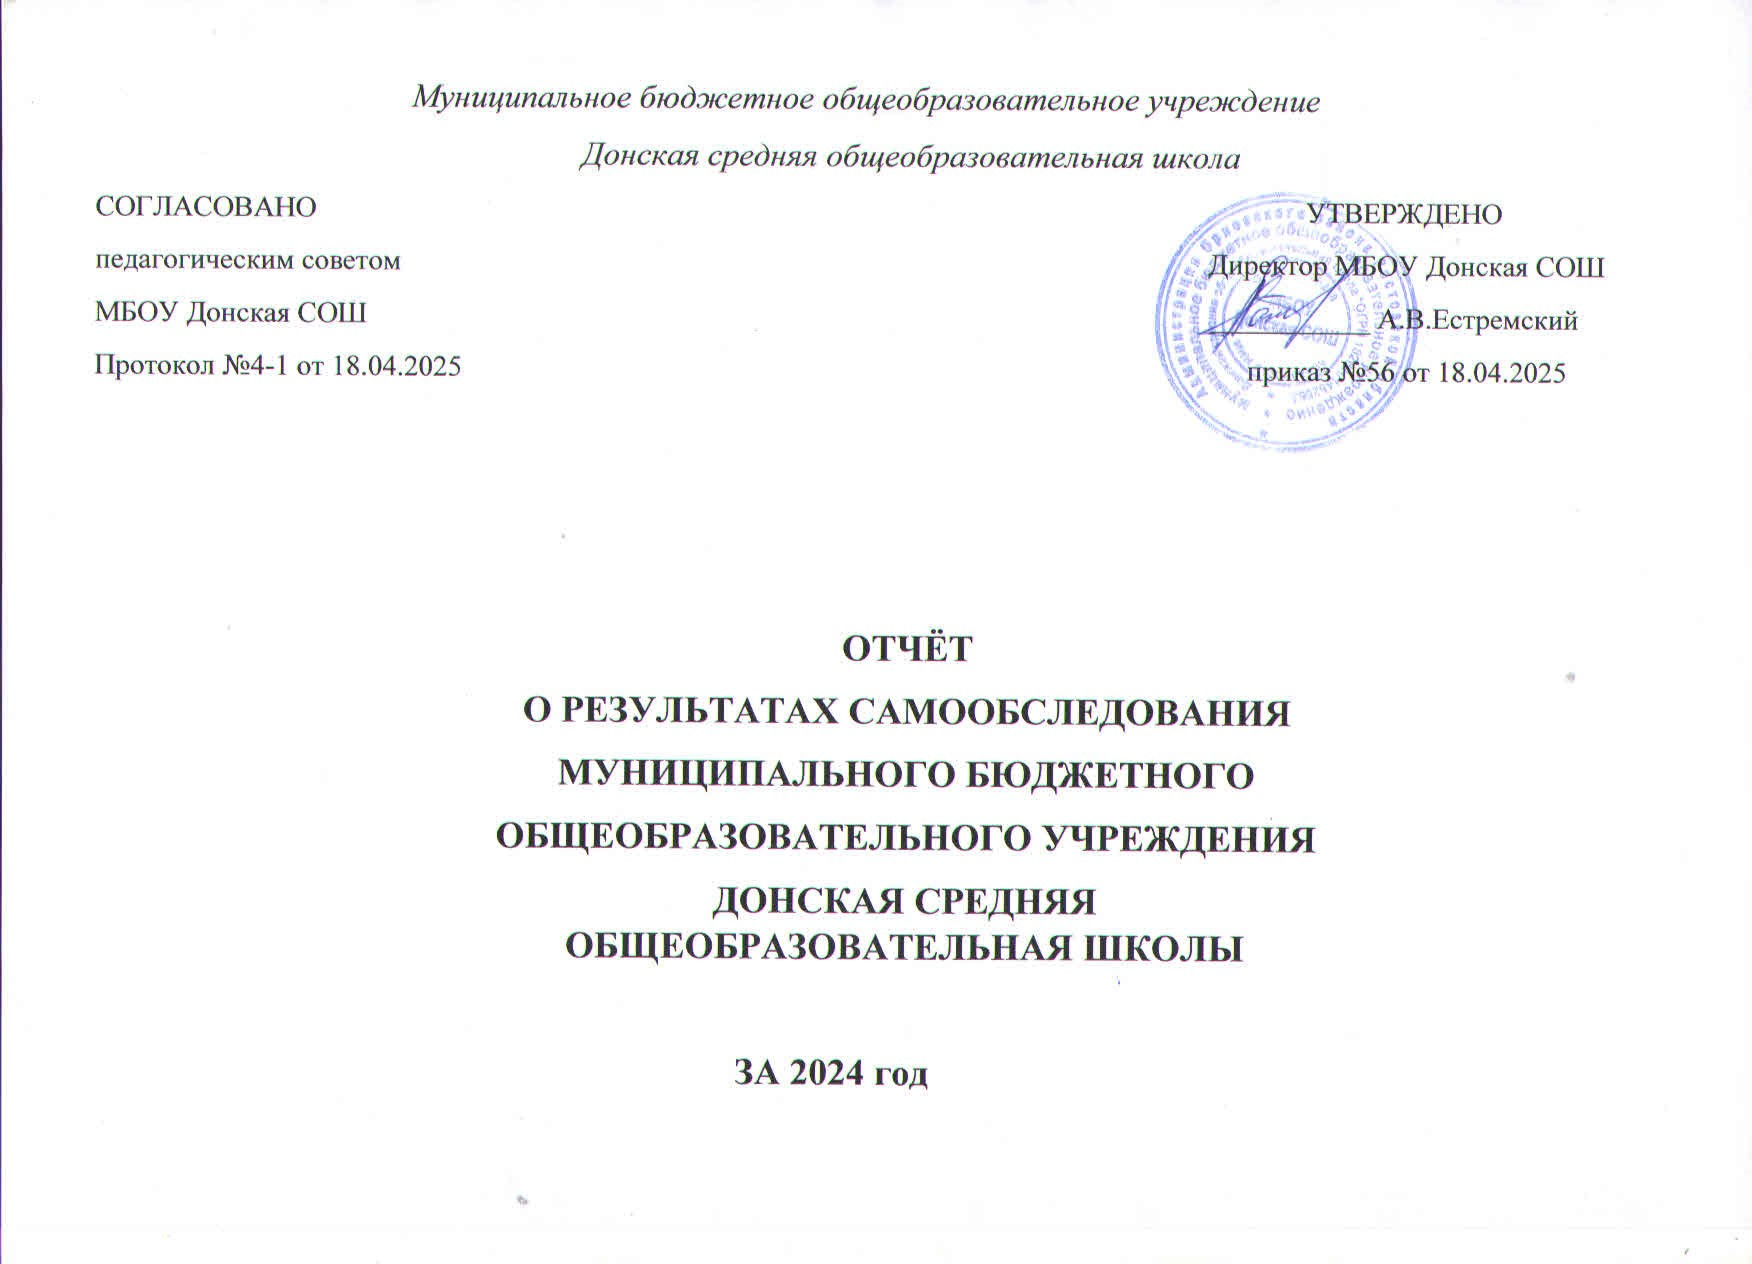 Муниципальное бюджетное общеобразовательное учреждение
Донская средняя общеобразовательная школа
СОГЛАСОВАНО
педагогическим советом
МБОУ Донская СОШ
Протокол №4-1 от 18.04.2025
УТВЕРЖДЕНО
Директор МБОУ Донская СОШ
А.В.Естремский
приказ №56 от 18.04.2025
ОТЧЁТ
О РЕЗУЛЬТАТАХ САМООБСЛЕДОВАНИЯ
МУНИЦИПАЛЬНОГО БЮДЖЕТНОГО
ОБЩЕОБРАЗОВАТЕЛЬНОГО УЧРЕЖДЕНИЯ
ДОНСКАЯ СРЕДНЯЯ
ОБЩЕОБРАЗОВАТЕЛЬНАЯ ШКОЛЫ
ЗА 2024 год